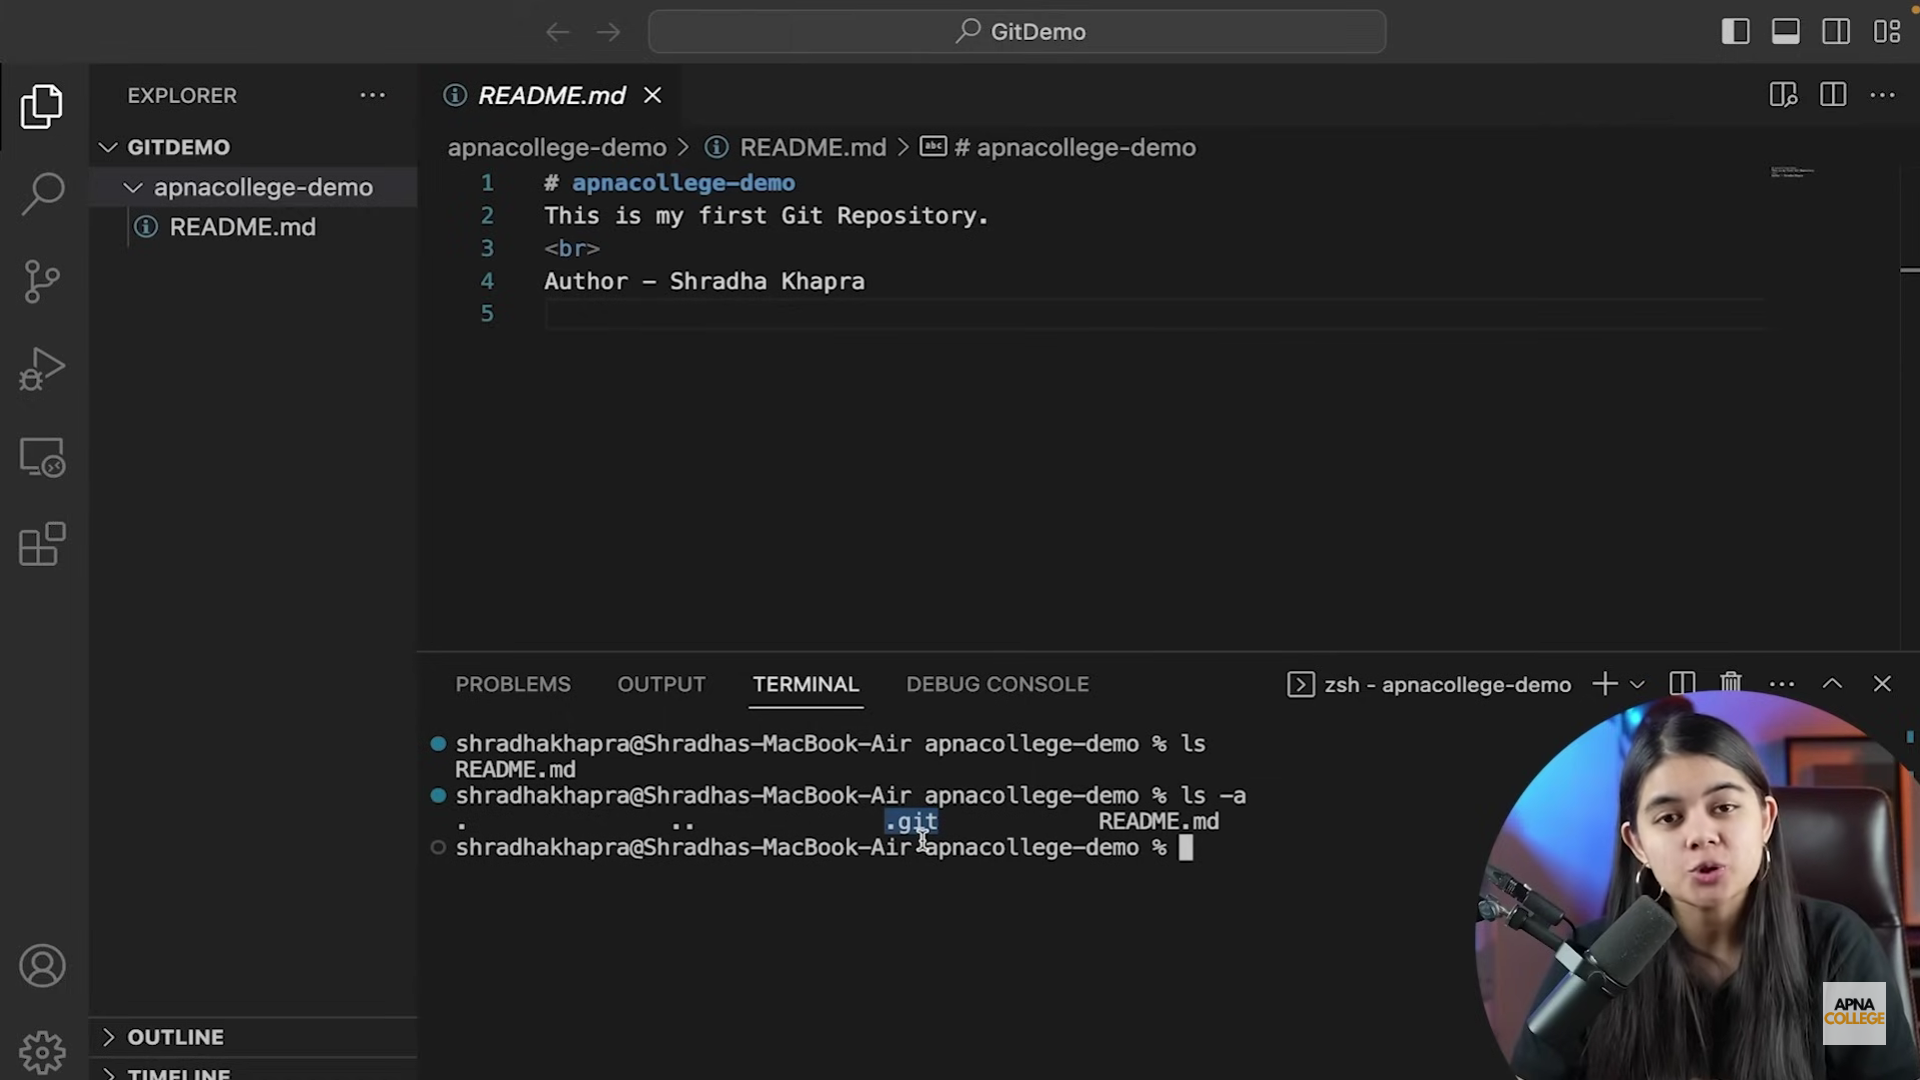 GitDemo
EXPLORER
GITDEMO
apnacollege-demo
README.md
OUTLINE
TIMELINE
README.md
apnacollege-demo > README.md > # apnacollege-demo
1 # apnacollege-demo
2 This is my first Git Repository.
3 <br>
4 Author - Shradha Khapra
5
PROBLEMS OUTPUT TERMINAL DEBUG CONSOLE zsh - apnacollege-demo
shradhakhapra@Shradhas-MacBook-Air apnacollege-demo % ls
README.md
shradhakhapra@Shradhas-MacBook-Air apnacollege-demo % ls -a
. .. .git README.md
shradhakhapra@Shradhas-MacBook-Air apnacollege-demo %
APNA
COLLEGE